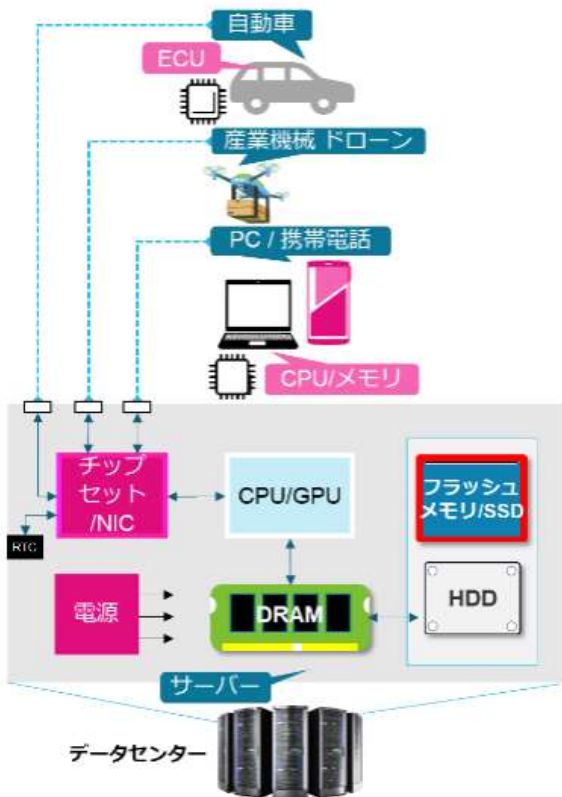 自動車
ECU
産業機械 ドローン
PC / 携帯電話
CPU/メモリ
チップ
セット
/NIC
CPU/GPU
フラッシュ
メモリ/SSD
RTC
電源
DRAM
HDD
サーバー
データセンター